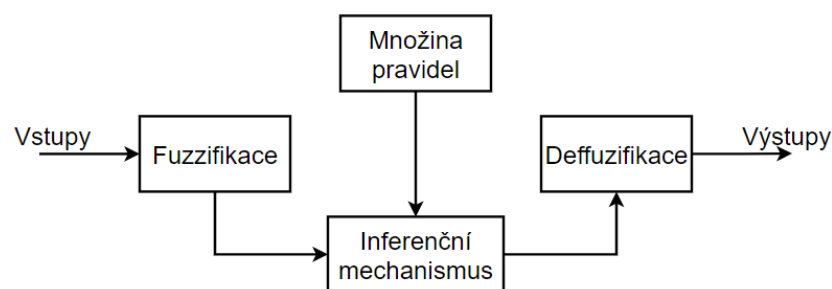 Množina
pravidel
Vstupy
Fuzzifikace
Deffuzifikace
Výstupy
Inferenční
mechanismus